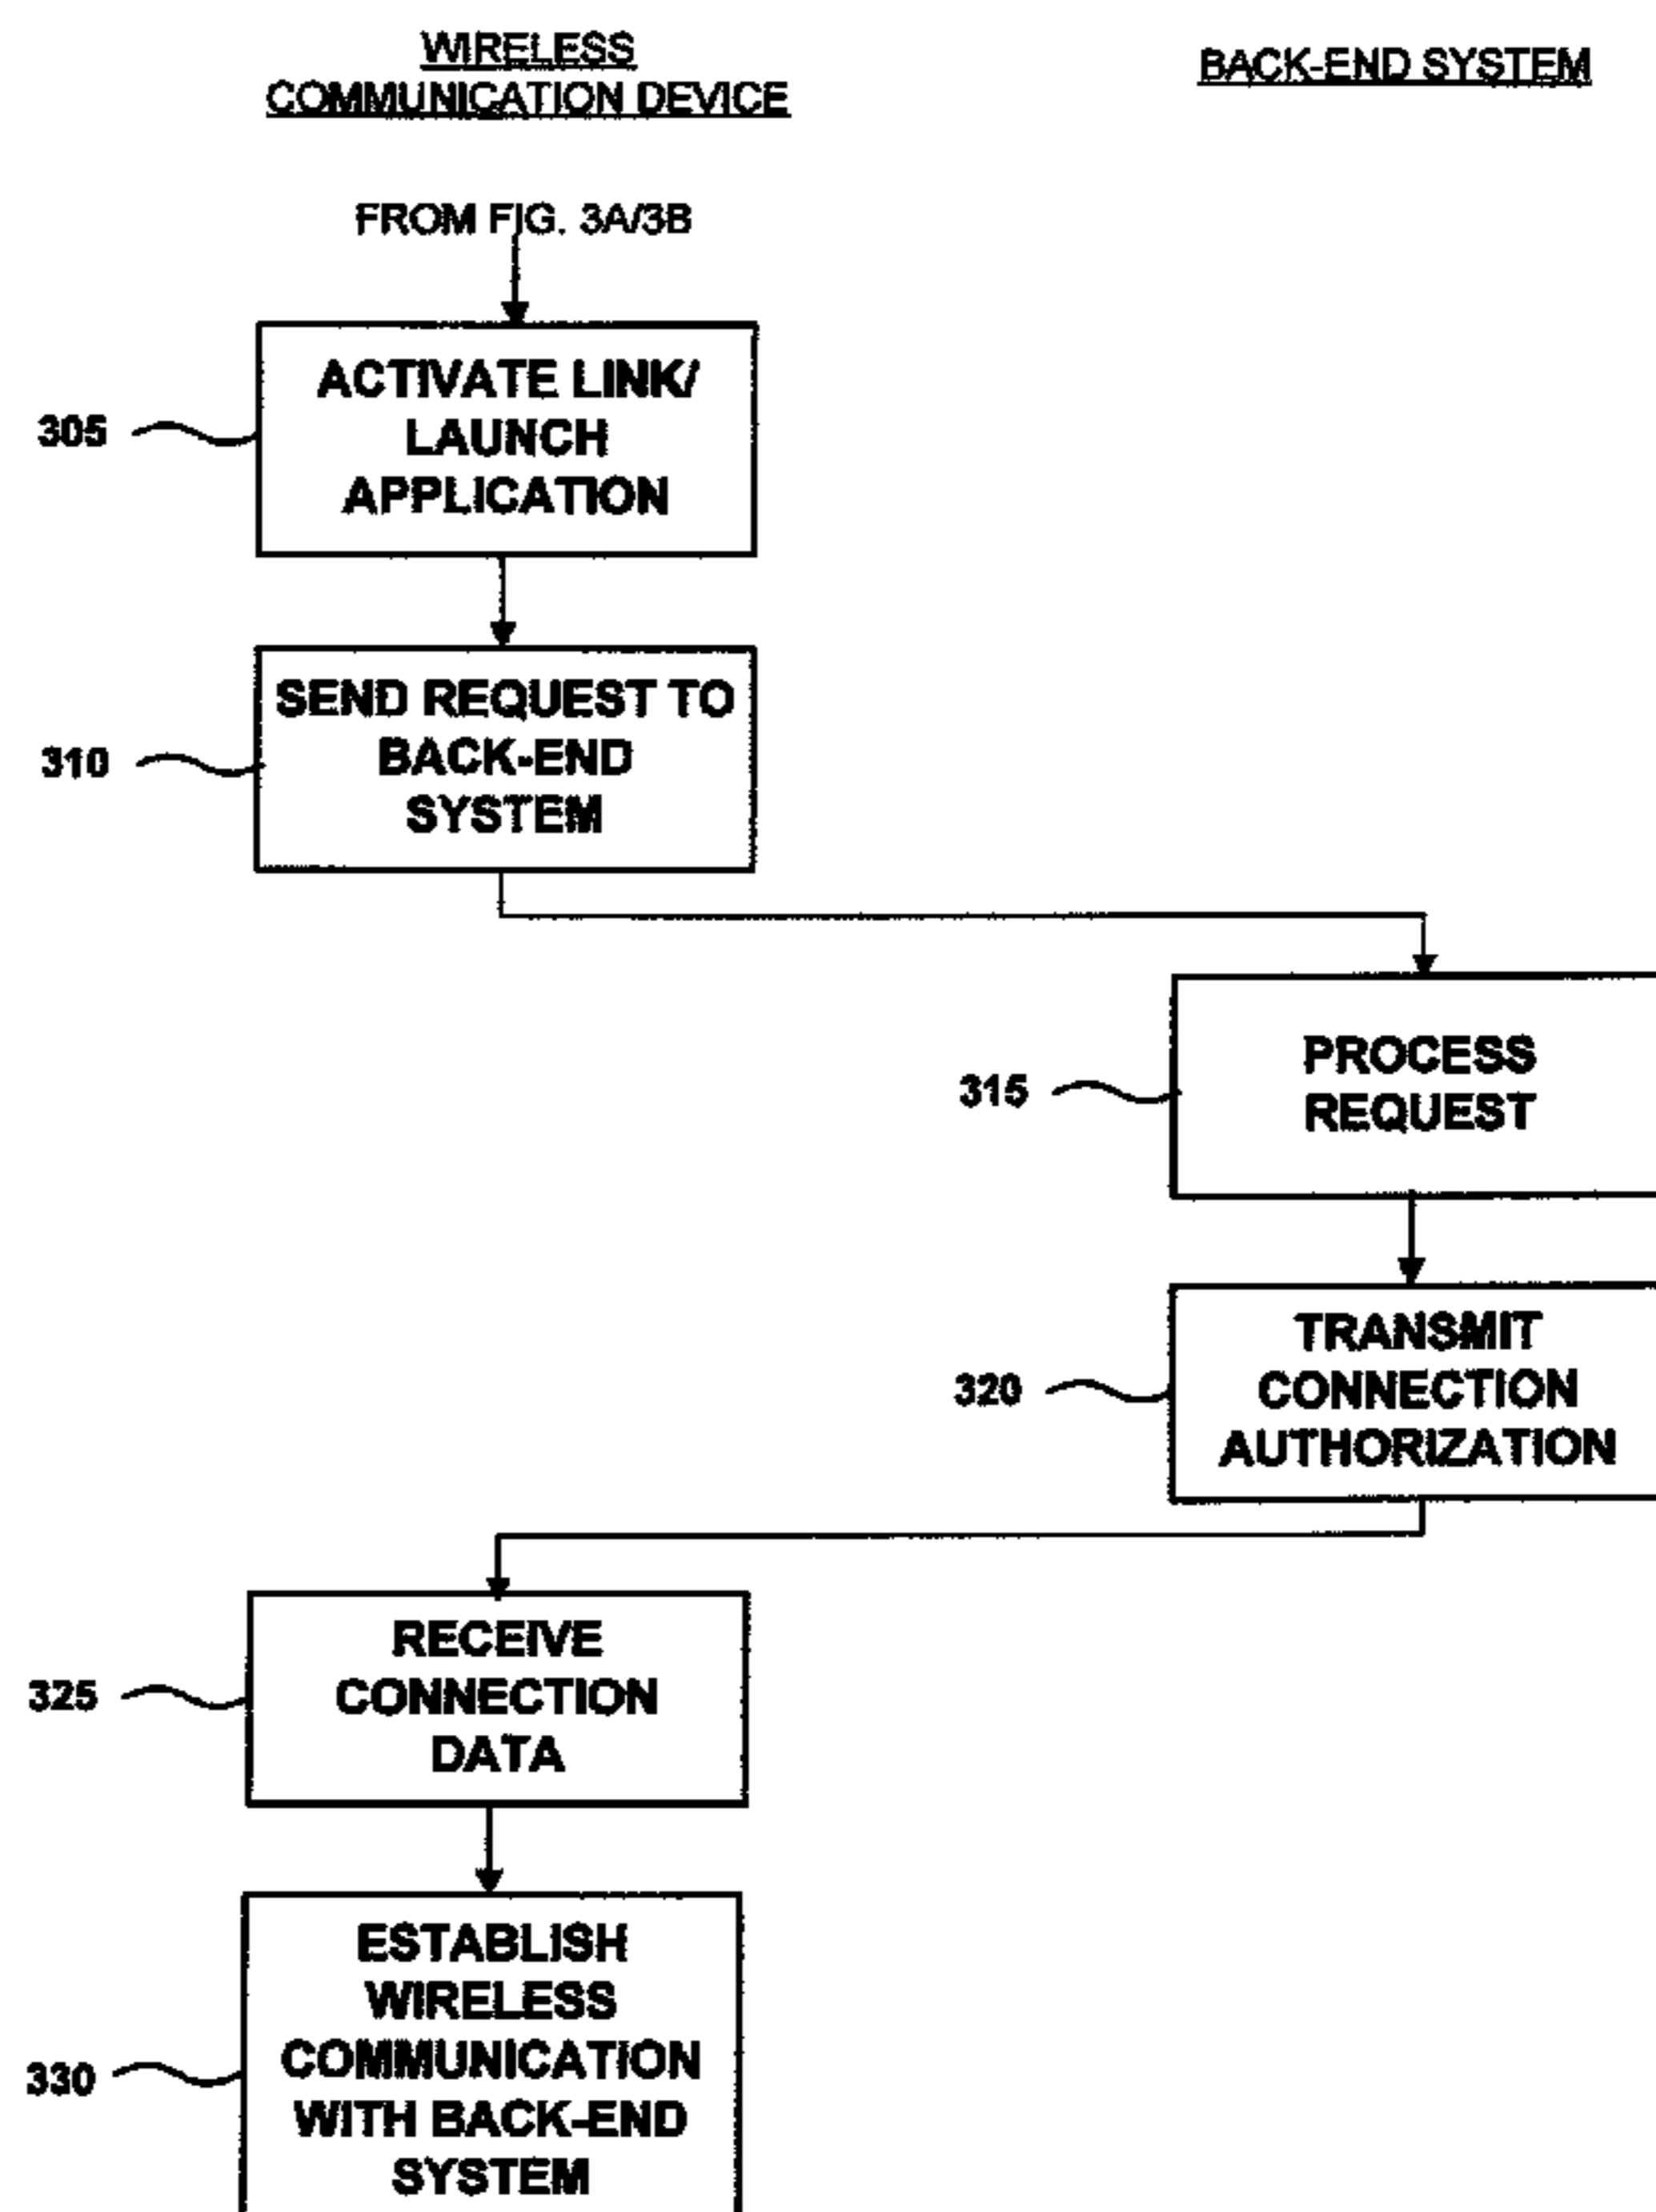 WIRELESS
COMMUNICATION DEVICE
BACK-END SYSTEM
FROM FIG. 3A/3B
305
ACTIVATE LINK/
LAUNCH
APPLICATION
310
SEND REQUEST TO
BACK-END
SYSTEM
315
PROCESS
REQUEST
320
TRANSMIT
CONNECTION
AUTHORIZATION
325
RECEIVE
CONNECTION
DATA
330
ESTABLISH
WIRELESS
COMMUNICATION
WITH BACK-END
SYSTEM